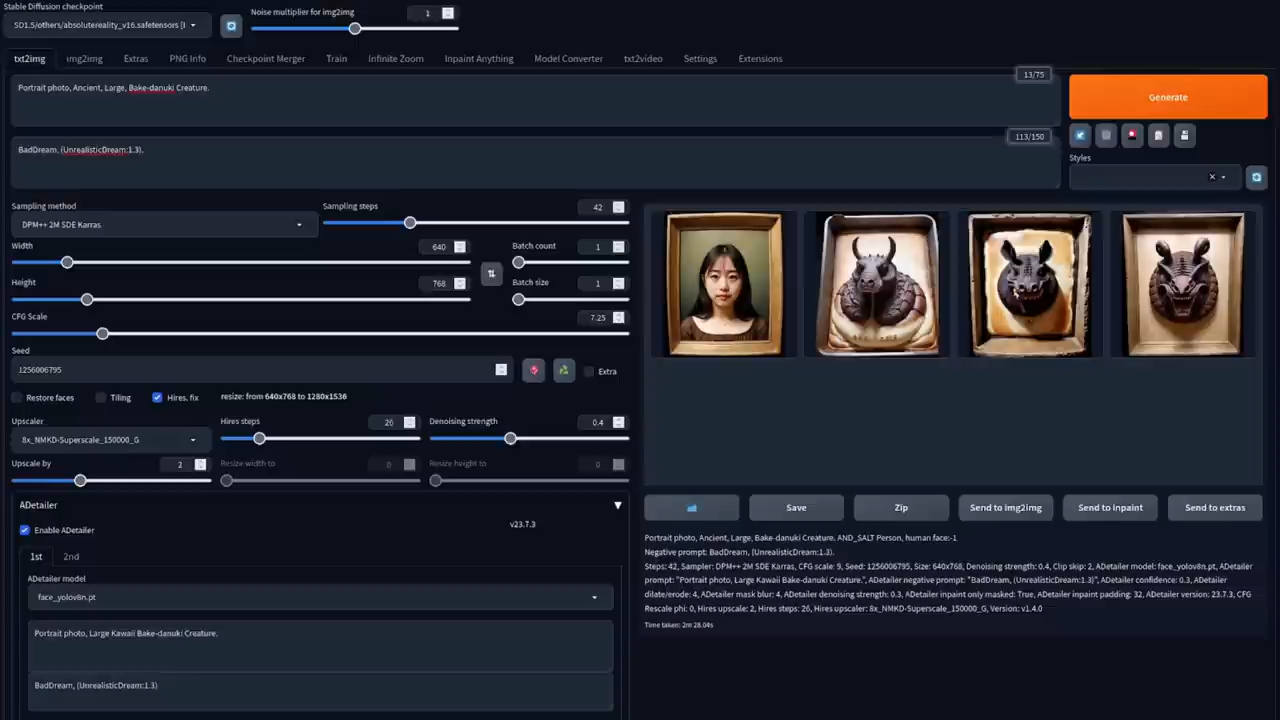 Stable Diffusion checkpoint
SD1.5/others/absolutereality_v16.safetensors
Noise multiplier for img2img
1
txt2img
img2img
Extras
PNG Info
Checkpoint Merger
Train
Infinite Zoom
Inpaint Anything
Model Converter
txt2video
Settings
Extensions
13/75
Portrait photo, Ancient, Large, Bake-danuki Creature.
Generate
113/150
BadDream, (UnrealisticDream:1.3),
Styles
Sampling method
DPM++ 2M SDE Karras
Sampling steps
42
Width
640
Batch count
1
Height
768
Batch size
1
CFG Scale
7.25
Seed
1256006795
Extra
Restore faces
Tiling
Hires. fix
resize: from 640x768 to 1280x1536
Upscaler
8x_NMKD-Superscale_150000_G
Hires steps
26
Denoising strength
0.4
Upscale by
2
Resize width to
0
Resize height to
0
ADetailer
Enable ADetailer
v23.7.3
1st
2nd
ADetailer model
face_yolov8n.pt
Portrait photo, Large Kawaii Bake-danuki Creature.
BadDream, (UnrealisticDream:1.3)
Save
Zip
Send to img2img
Send to inpaint
Send to extras
Portrait photo, Ancient, Large, Bake-danuki Creature. AND_SALT Person, human face:-1
Negative prompt: BadDream, (UnrealisticDream:1.3).
Steps: 42, Sampler: DPM++ 2M SDE Karras, CFG scale: 9, Seed: 1256006795, Size: 640x768, Denoising strength: 0.4, Clip skip: 2, ADetailer model: face_yolov8n.pt, ADetailer
prompt: "Portrait photo, Large Kawaii Bake-danuki Creature.", ADetailer negative prompt: "BadDream, (UnrealisticDream:1.3)", ADetailer confidence: 0.3, ADetailer
dilate/erode: 4, ADetailer mask blur: 4, ADetailer denoising strength: 0.3, ADetailer inpaint only masked: True, ADetailer inpaint padding: 32, ADetailer version: 23.7.3, CFG
Rescale phi: 0, Hires upscale: 2, Hires steps: 26, Hires upscaler: 8x_NMKD-Superscale_150000_G, Version: v1.4.0
Time taken: 2m 28.04s